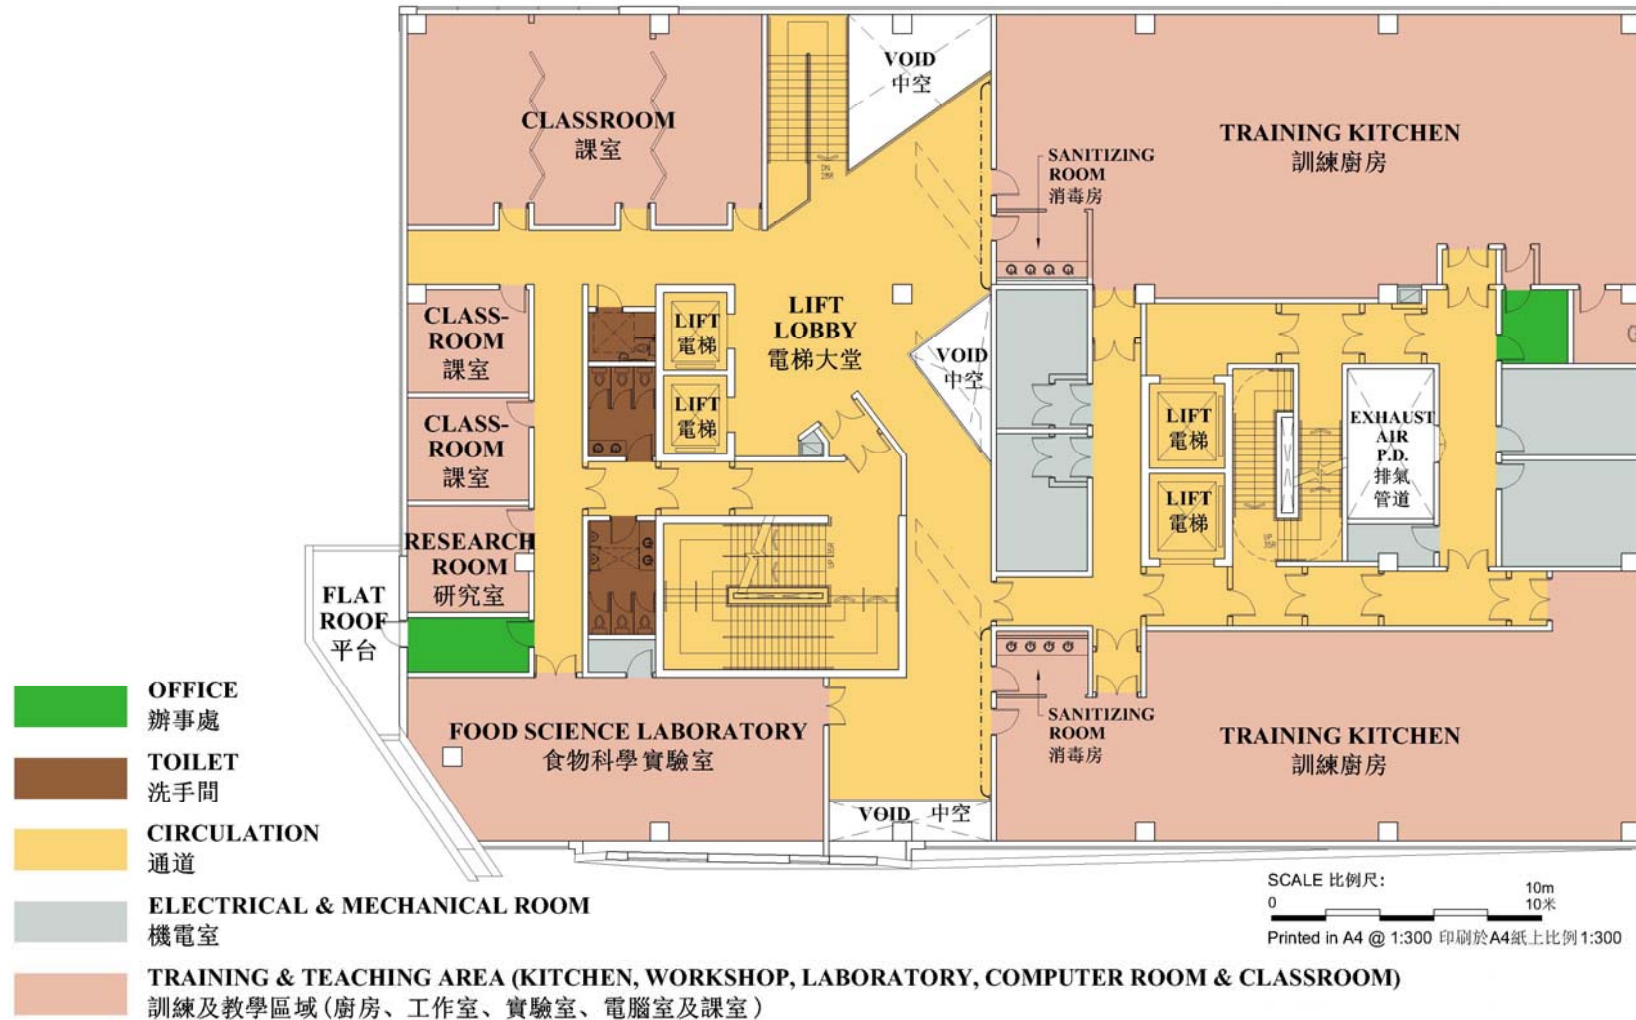 VOID
中空
CLASSROOM
課室
TRAINING KITCHEN
訓練廚房
SANITIZING
ROOM
消毒房
CLASS-
ROOM
課室
LIFT
電梯
LIFT
LOBBY
電梯大堂
VOID
中空
LIFT
電梯
CLASS-
ROOM
課室
LIFT
電梯
EXHAUST
AIR
P.D.
排氣
管道
LIFT
電梯
RESEARCH
ROOM
研究室
FLAT
ROOF
平台
FOOD SCIENCE LABORATORY
食物科學實驗室
SANITIZING
ROOM
消毒房
TRAINING KITCHEN
訓練廚房
VOID 中空
OFFICE
辦事處
TOILET
洗手間
CIRCULATION
通道
ELECTRICAL & MECHANICAL ROOM
機電室
TRAINING & TEACHING AREA (KITCHEN, WORKSHOP, LABORATORY, COMPUTER ROOM & CLASSROOM)
訓練及教學區域(廚房、工作室、實驗室、電腦室及課室)
SCALE 比例尺:
0 10m
10米
Printed in A4 @ 1:300 印刷於A4紙上比例1:300